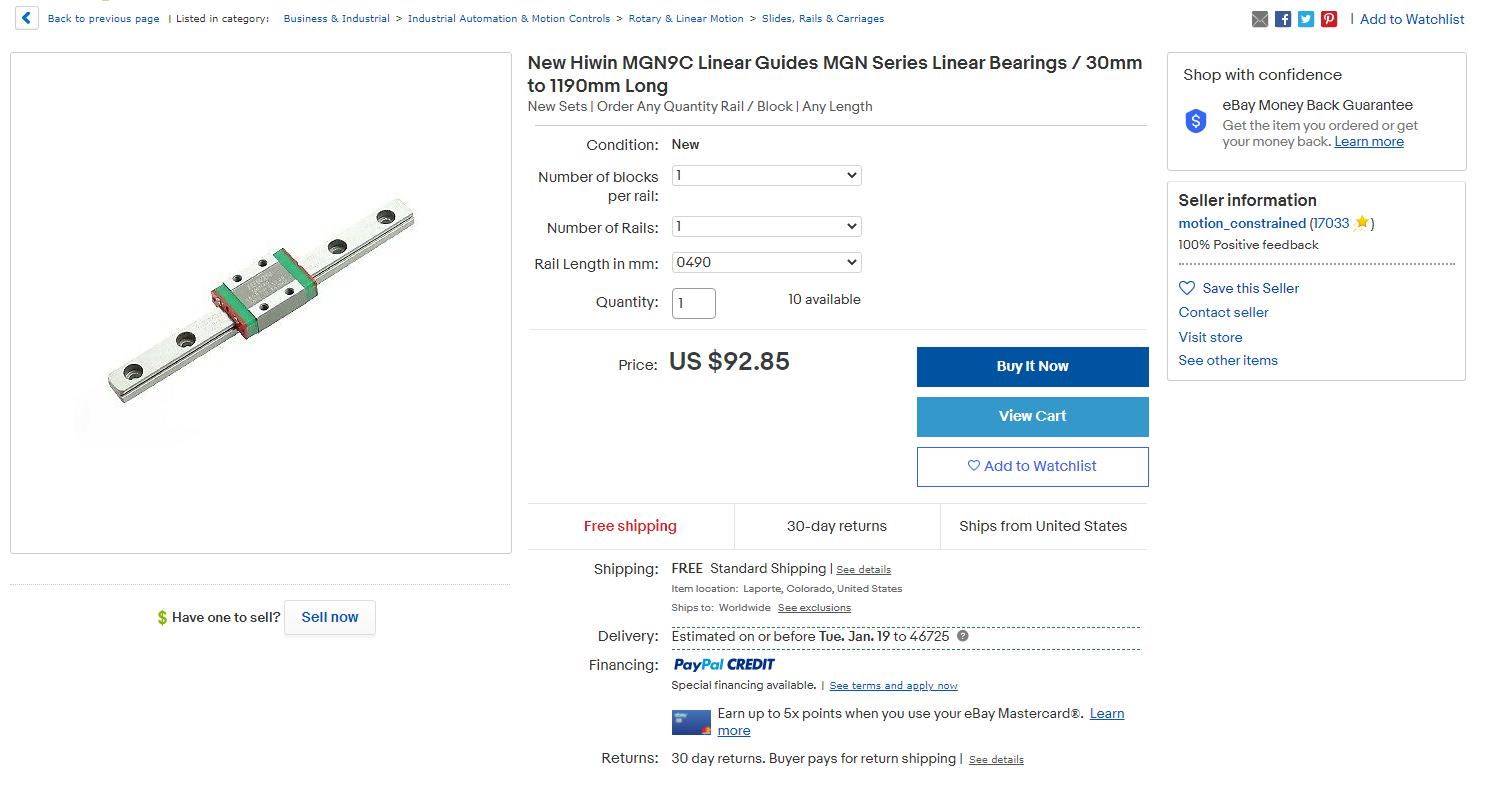 Back to previous page | Listed in category: Business & Industrial > Industrial Automation & Motion Controls > Rotary & Linear Motion > Slides, Rails & Carriages
| Add to Watchlist
New Hiwin MGN9C Linear Guides MGN Series Linear Bearings / 30mm
to 1190mm Long
New Sets | Order Any Quantity Rail / Block | Any Length
Condition: New
Number of blocks
per rail: 1
Number of Rails: 1
Rail Length in mm: 0490
Quantity: 1 10 available
Price: US $92.85
Buy It Now
View Cart
Add to Watchlist
Free shipping
30-day returns
Ships from United States
Shipping: FREE Standard Shipping | See details
Item location: Laporte, Colorado, United States
Ships to: Worldwide See exclusions
Delivery: Estimated on or before Tue. Jan. 19 to 46725
Financing: PayPal CREDIT
Special financing available. | See terms and apply now
Earn up to 5x points when you use your eBay Mastercard®. Learn
more
Returns: 30 day returns. Buyer pays for return shipping | See details
$ Have one to sell? Sell now
Shop with confidence
eBay Money Back Guarantee
Get the item you ordered or get
your money back. Learn more
Seller information
motion_constrained (17033)
100% Positive feedback
Save this Seller
Contact seller
Visit store
See other items